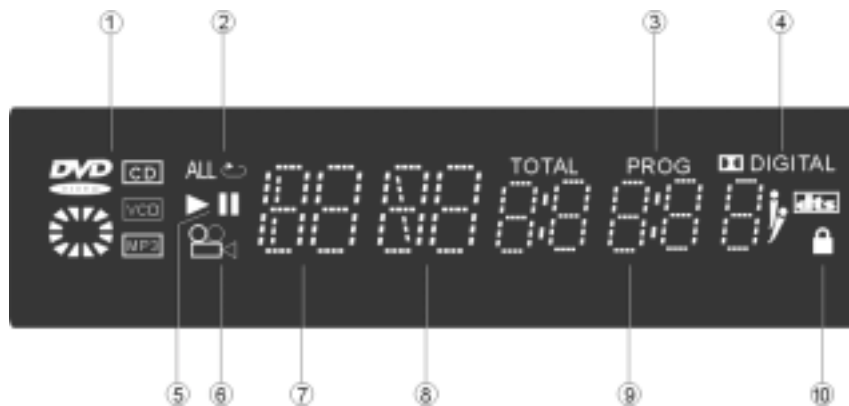 ① ② ③ ④
DVD CD ALL TOTAL PROG DIGITAL
VIDEO VCD dts
MP3
⑤ ⑥ ⑦ ⑧ ⑨ ⑩